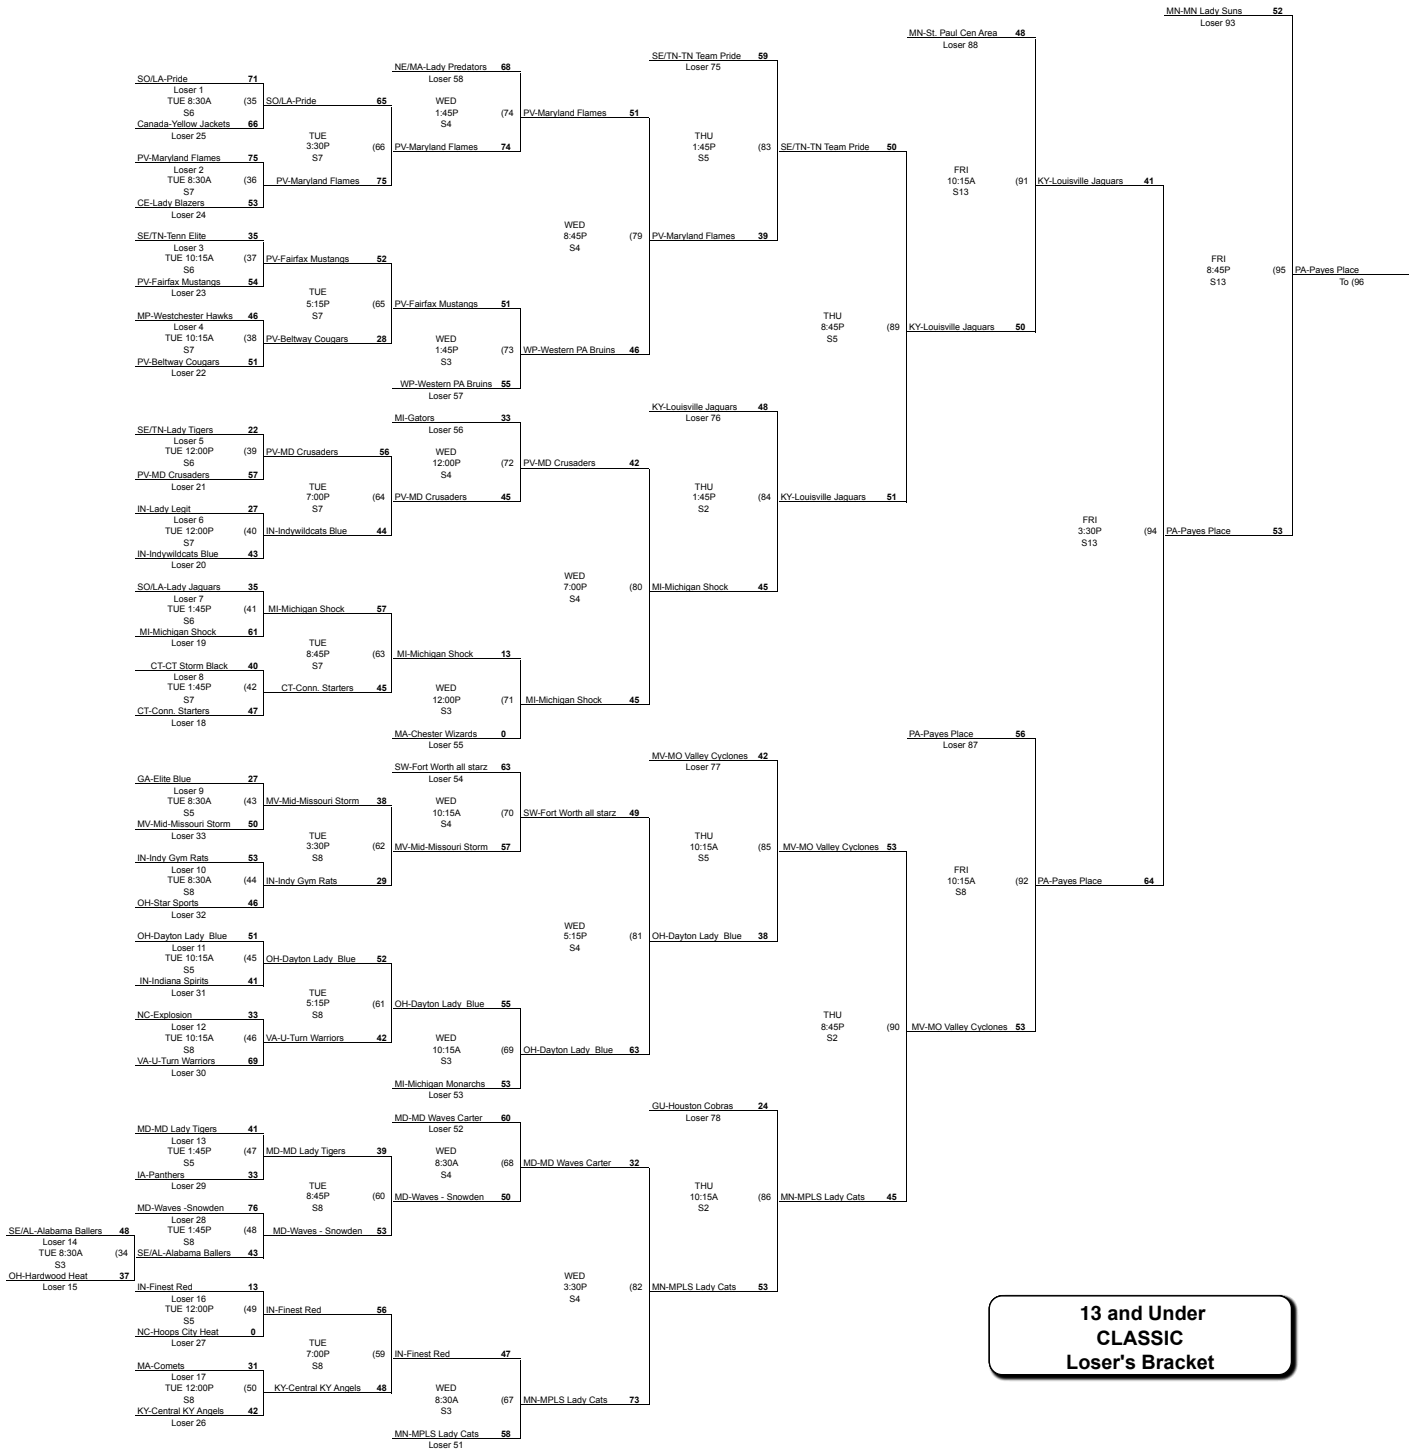 MN-MN Lady Suns 52
Loser 93
MN-St. Paul Cen Area 48
Loser 88
SE/TN-TN Team Pride 59
Loser 75
NE/MA-Lady Predators 68
Loser 58
SO/LA-Pride 71
Loser 1
TUE 8:30A (35
S6
Canada-Yellow Jackets 66
Loser 25
SO/LA-Pride 65
WED
1:45P (74
S4
PV-Maryland Flames 51
TUE
3:30P (66
S7
PV-Maryland Flames 74
THU
1:45P (83
S5
SE/TN-TN Team Pride 50
PV-Maryland Flames 75
Loser 2
TUE 8:30A (36
S7
CE-Lady Blazers 53
Loser 24
PV-Maryland Flames 75
FRI
10:15A (91
S13
KY-Louisville Jaguars 41
SE/TN-Tenn Elite 35
Loser 3
TUE 10:15A (37
S6
PV-Fairfax Mustangs 54
Loser 23
PV-Fairfax Mustangs 52
WED
8:45P (79
S4
PV-Maryland Flames 39
FRI
8:45P (95
S13
PA-Payes Place
To (96
TUE
5:15P (65
S7
PV-Fairfax Mustangs 51
MP-Westchester Hawks 46
Loser 4
TUE 10:15A (38
S7
PV-Beltway Cougars 51
Loser 22
PV-Beltway Cougars 28
WED
1:45P (73
S3
WP-Western PA Bruins 46
THU
8:45P (89
S5
KY-Louisville Jaguars 50
WP-Western PA Bruins 55
Loser 57
KY-Louisville Jaguars 48
Loser 76
MI-Gators 33
Loser 56
SE/TN-Lady Tigers 22
Loser 5
TUE 12:00P (39
S6
PV-MD Crusaders 57
Loser 21
PV-MD Crusaders 56
WED
12:00P (72
S4
PV-MD Crusaders 42
TUE
7:00P (64
S7
PV-MD Crusaders 45
THU
1:45P (84
S2
KY-Louisville Jaguars 51
IN-Lady Legit 27
Loser 6
TUE 12:00P (40
S7
IN-Indywildcats Blue 43
Loser 20
IN-Indywildcats Blue 44
FRI
3:30P (94
S13
PA-Payes Place 53
SO/LA-Lady Jaguars 35
Loser 7
TUE 1:45P (41
S6
MI-Michigan Shock 61
Loser 19
MI-Michigan Shock 57
WED
7:00P (80
S4
MI-Michigan Shock 45
TUE
8:45P (63
S7
MI-Michigan Shock 13
CT-CT Storm Black 40
Loser 8
TUE 1:45P (42
S7
CT-Conn. Starters 47
Loser 18
CT-Conn. Starters 45
WED
12:00P (71
S3
MI-Michigan Shock 45
MA-Chester Wizards 0
Loser 55
PA-Payes Place 56
Loser 87
MV-MO Valley Cyclones 42
Loser 77
SW-Fort Worth all starz 63
Loser 54
GA-Elite Blue 27
Loser 9
TUE 8:30A (43
S5
MV-Mid-Missouri Storm 50
Loser 33
MV-Mid-Missouri Storm 38
WED
10:15A (70
S4
SW-Fort Worth all starz 49
TUE
3:30P (62
S8
MV-Mid-Missouri Storm 57
THU
10:15A (85
S5
MV-MO Valley Cyclones 53
IN-Indy Gym Rats 53
Loser 10
TUE 8:30A (44
S8
OH-Star Sports 46
Loser 32
IN-Indy Gym Rats 29
FRI
10:15A (92
S8
PA-Payes Place 64
OH-Dayton Lady Blue 51
Loser 11
TUE 10:15A (45
S5
IN-Indiana Spirits 41
Loser 31
OH-Dayton Lady Blue 52
WED
5:15P (81
S4
OH-Dayton Lady Blue 38
TUE
5:15P (61
S8
OH-Dayton Lady Blue 55
NC-Explosion 33
Loser 12
TUE 10:15A (46
S8
VA-U-Turn Warriors 69
Loser 30
VA-U-Turn Warriors 42
WED
10:15A (69
S3
OH-Dayton Lady Blue 63
THU
8:45P (90
S2
MV-MO Valley Cyclones 53
MI-Michigan Monarchs 53
Loser 53
GU-Houston Cobras 24
Loser 78
MD-MD Waves Carter 60
Loser 52
MD-MD Lady Tigers 41
Loser 13
TUE 1:45P (47
S5
IA-Panthers 33
Loser 29
MD-MD Lady Tigers 39
WED
8:30A (68
S4
MD-MD Waves Carter 32
TUE
8:45P (60
S8
MD-Waves - Snowden 50
THU
10:15A (86
S2
MN-MPLS Lady Cats 45
MD-Waves -Snowden 76
Loser 28
TUE 1:45P (48
S8
SE/AL-Alabama Ballers 43
MD-Waves - Snowden 53
SE/AL-Alabama Ballers 48
Loser 14
TUE 8:30A (34
S3
OH-Hardwood Heat 37
Loser 15
IN-Finest Red 13
Loser 16
TUE 12:00P (49
S5
NC-Hoops City Heat 0
Loser 27
IN-Finest Red 56
WED
3:30P (82
S4
MN-MPLS Lady Cats 53
TUE
7:00P (59
S8
IN-Finest Red 47
MA-Comets 31
Loser 17
TUE 12:00P (50
S8
KY-Central KY Angels 42
Loser 26
KY-Central KY Angels 48
WED
8:30A (67
S3
MN-MPLS Lady Cats 73
MN-MPLS Lady Cats 58
Loser 51
13 and Under
CLASSIC
Loser's Bracket